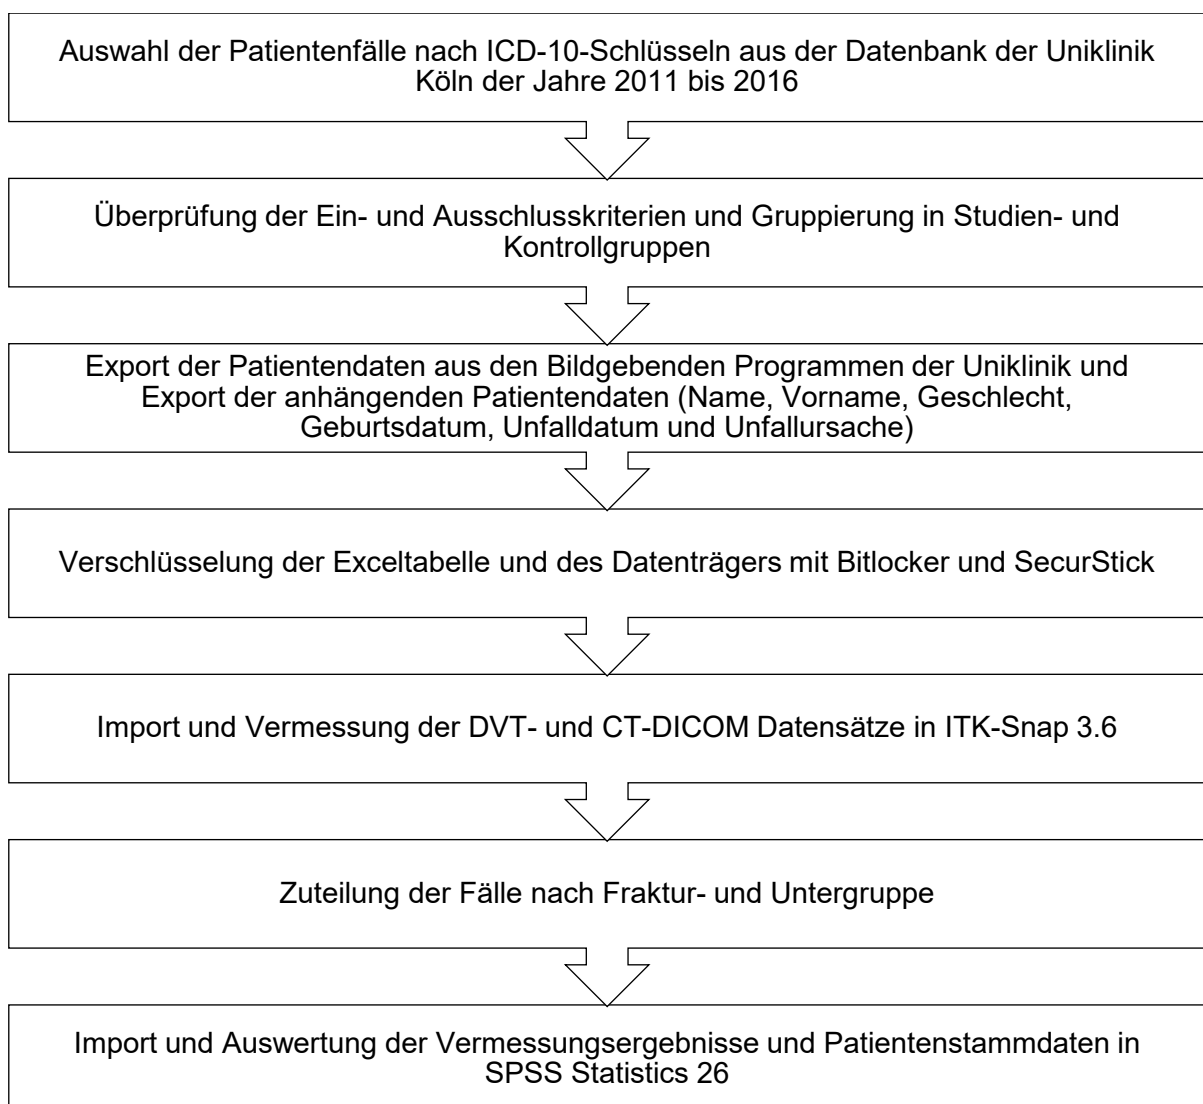 Auswahl der Patientenfälle nach ICD-10-Schlüsseln aus der Datenbank der Uniklinik
Köln der Jahre 2011 bis 2016
Überprüfung der Ein- und Ausschlusskriterien und Gruppierung in Studien- und
Kontrollgruppen
Export der Patientendaten aus den Bildgebenden Programmen der Uniklinik und
Export der anhängenden Patientendaten (Name, Vorname, Geschlecht,
Geburtsdatum, Unfalldatum und Unfallursache)
Verschlüsselung der Exceltabelle und des Datenträgers mit Bitlocker und SecurStick
Import und Vermessung der DVT- und CT-DICOM Datensätze in ITK-Snap 3.6
Zuteilung der Fälle nach Fraktur- und Untergruppe
Import und Auswertung der Vermessungsergebnisse und Patientenstammdaten in
SPSS Statistics 26